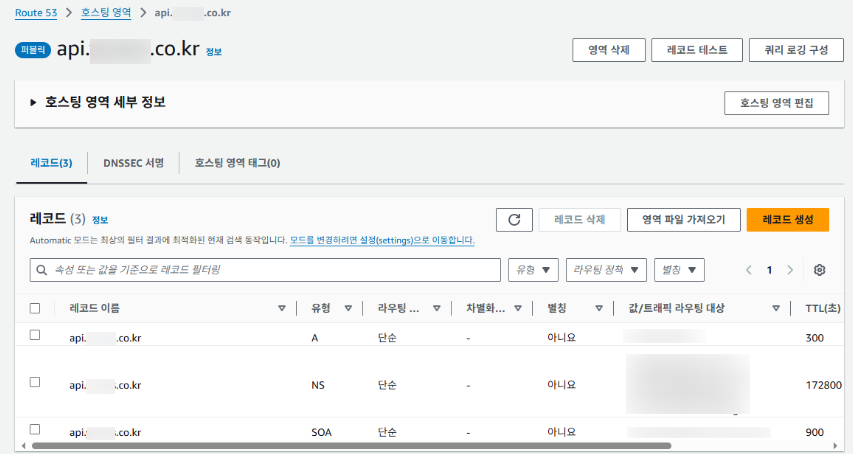 Route 53 > 호스팅 영역 > api. .co.kr
퍼블릭 api. .co.kr 정보
영역 삭제 레코드 테스트 쿼리 로깅 구성
▶ 호스팅 영역 세부 정보
호스팅 영역 편집
레코드(3) DNSSEC 서명 호스팅 영역 태그(0)
레코드 (3) 정보
레코드 삭제 영역 파일 가져오기 레코드 생성
Automatic 모드는 최상의 필터 결과에 최적화된 현재 검색 동작입니다. 모드를 변경하려면 설정(settings)으로 이동합니다.
속성 또는 값을 기준으로 레코드 필터링 유형 라우팅 정책 별칭 1
레코드 이름 유형 라우팅 ... 차별화... 별칭 값/트래픽 라우팅 대상 TTL(초)
api. .co.kr A 단순 - 아니요 300
api. .co.kr NS 단순 - 아니요 172800
api. .co.kr SOA 단순 - 아니요 900